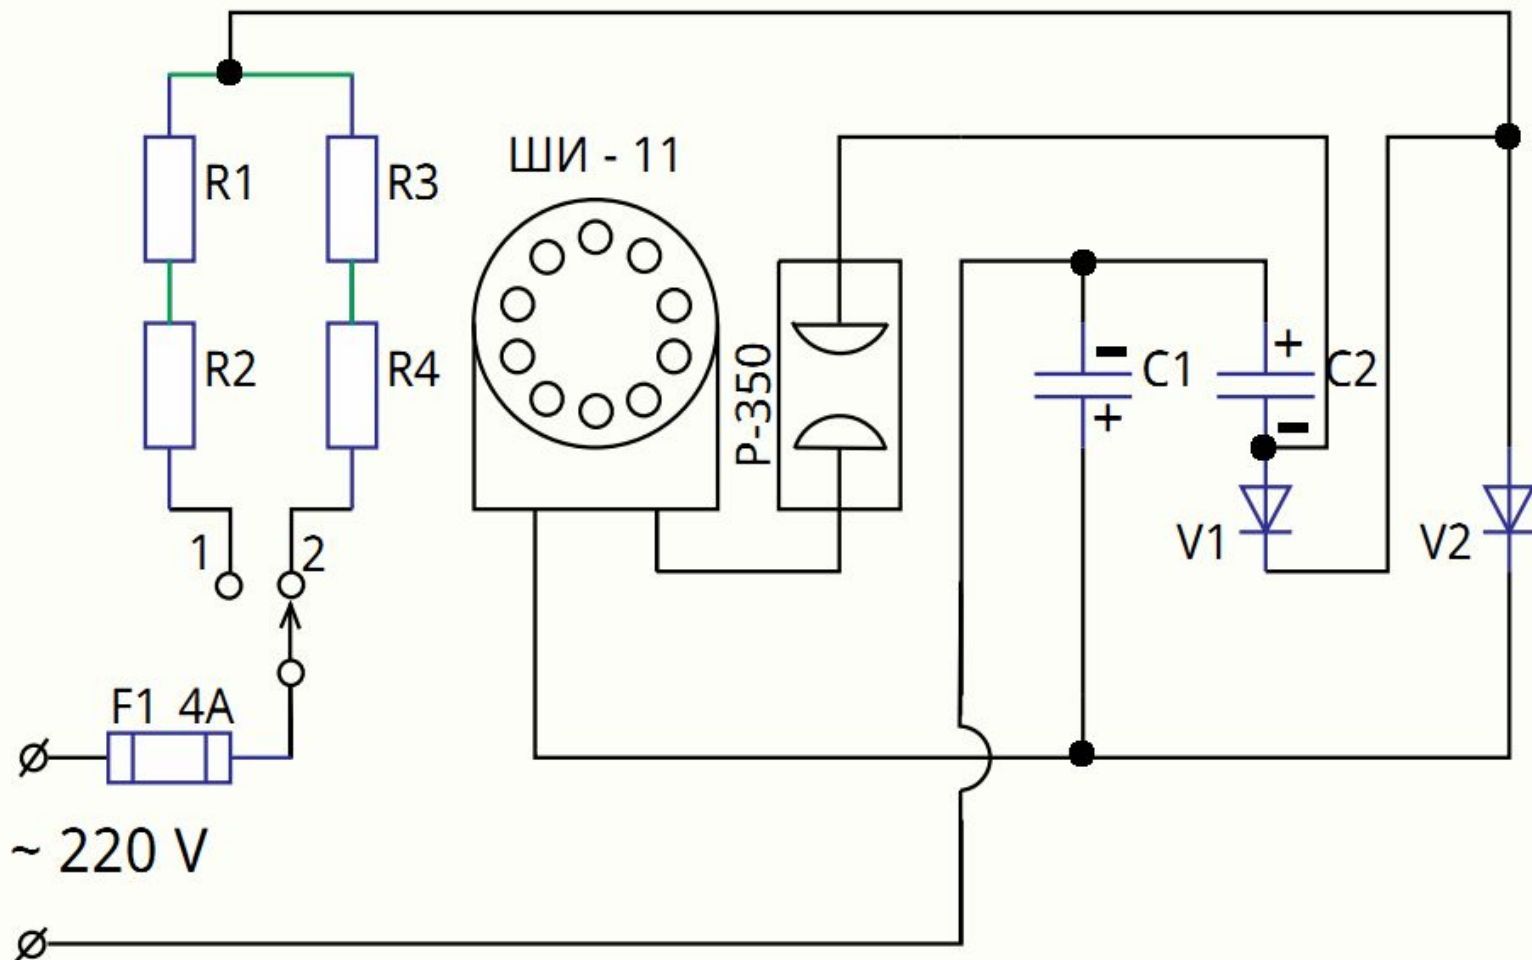 ШИ - 11
R1
R3
R2
R4
P-350
- C1
+
+ C2
-
1
2
V1
V2
F1 4A
~ 220 V